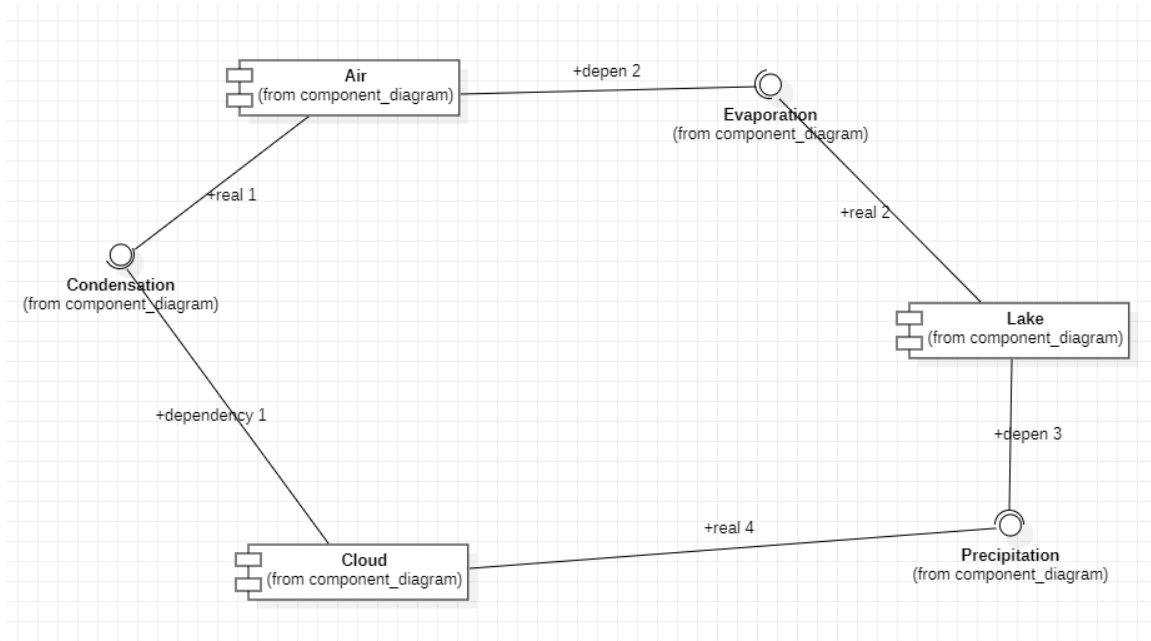 +depen 2
Air
(from component_diagram)
Evaporation
(from component_diagram)
+real 1
+real 2
Condensation
(from component_diagram)
Lake
(from component_diagram)
+dependency 1
+depen 3
+real 4
Cloud
(from component_diagram)
Precipitation
(from component_diagram)